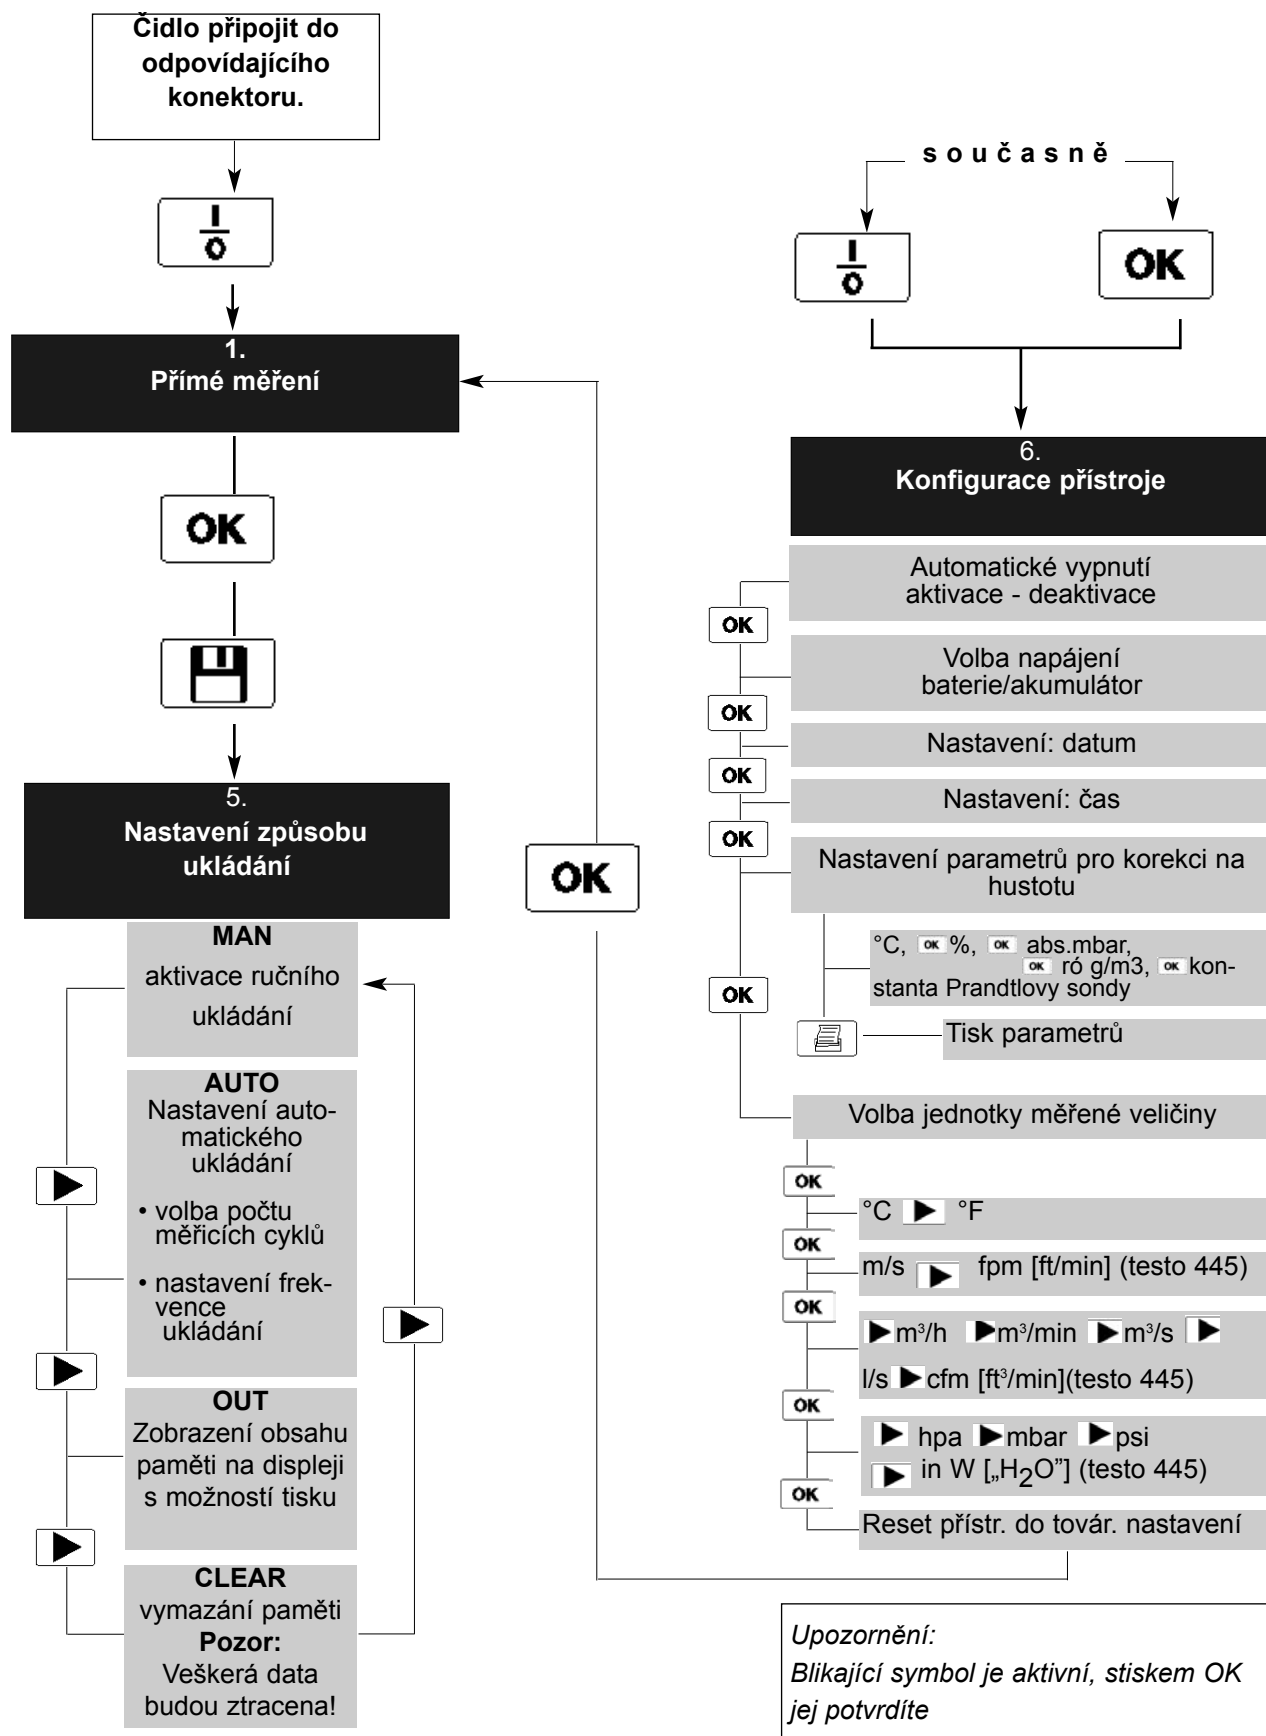 Čidlo připojit do
odpovídajícího
konektoru.
I
0
1.
Přímé měření
OK
5.
Nastavení způsobu
ukládání
MAN
aktivace ručního
ukládání
AUTO
Nastavení auto-
matického
ukládání
• volba počtu
měřicích cyklů
• nastavení frek-
vence
ukládání
OUT
Zobrazení obsahu
paměti na displeji
s možností tisku
CLEAR
vymazání paměti
Pozor:
Veškerá data
budou ztracena!
OK
současně
I
0
OK
6.
Konfigurace přístroje
Automatické vypnutí
aktivace - deaktivace
OK
Volba napájení
baterie/akumulátor
OK
Nastavení: datum
OK
Nastavení: čas
OK
Nastavení parametrů pro korekci na
hustotu
°C, OK %, OK abs.mbar,
OK ró g/m3, OK kon-
stanta Prandtlovy sondy
OK
Tisk parametrů
Volba jednotky měřené veličiny
OK
°C ▶ °F
OK
m/s ▶ fpm [ft/min] (testo 445)
OK
▶ m³/h ▶ m³/min ▶ m³/s ▶
l/s ▶ cfm [ft³/min](testo 445)
OK
▶ hpa ▶ mbar ▶ psi
▶ in W [„H₂O”] (testo 445)
OK
Reset přístr. do továr. nastavení
Upozornění:
Blikající symbol je aktivní, stiskem OK
jej potvrdíte